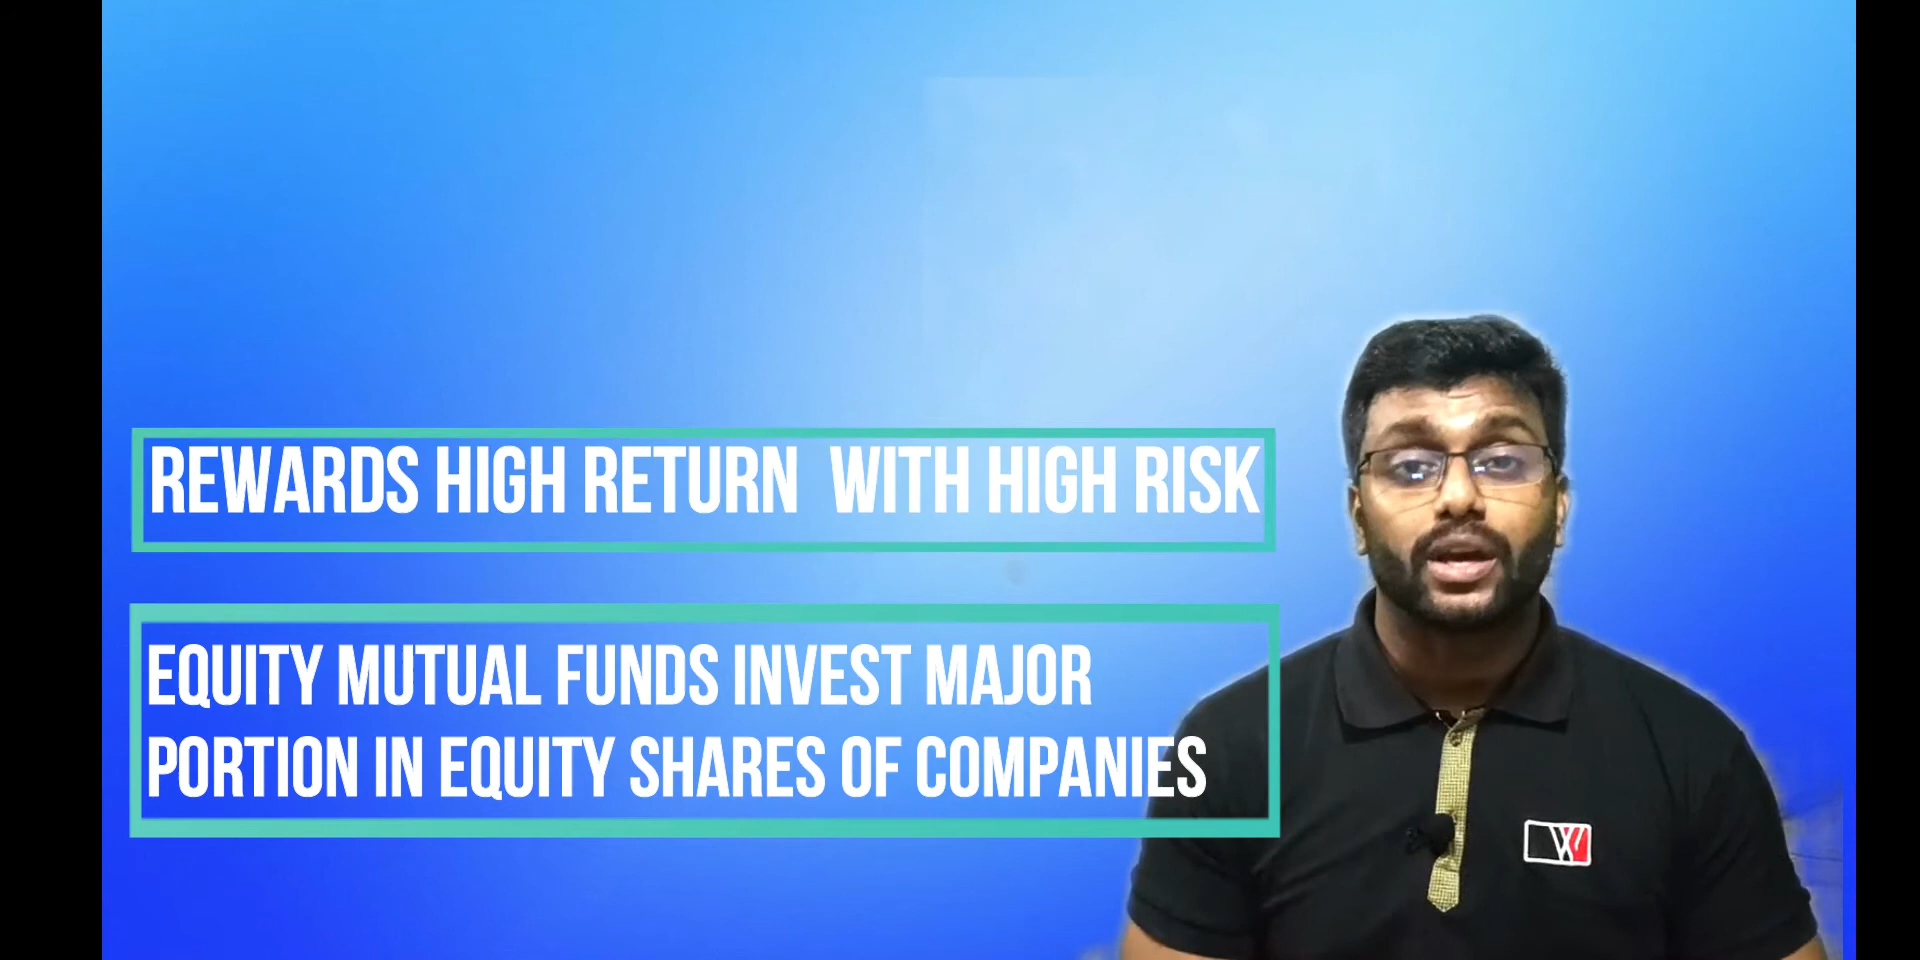 REWARDS HIGH RETURN WITH HIGH RISK
EQUITY MUTUAL FUNDS INVEST MAJOR
PORTION IN EQUITY SHARES OF COMPANIES
W